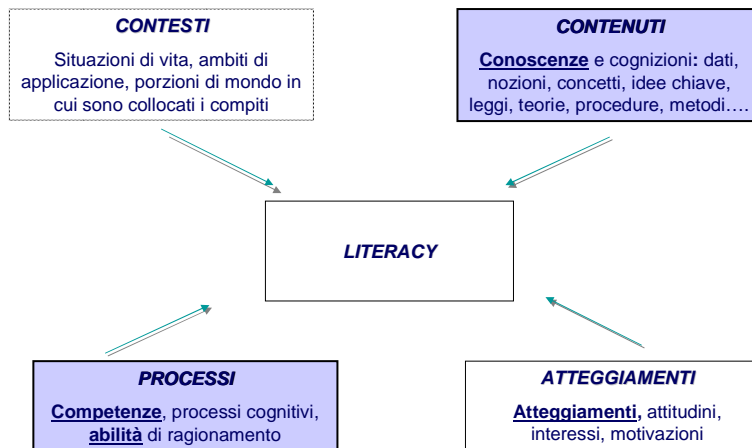 CONTESTI
Situazioni di vita, ambiti di
applicazione, porzioni di mondo in
cui sono collocati i compiti
CONTENUTI
Conoscenze e cognizioni: dati,
nozioni, concetti, idee chiave,
leggi, teorie, procedure, metodi….
LITERACY
PROCESSI
Competenze, processi cognitivi,
abilità di ragionamento
ATTEGGIAMENTI
Atteggiamenti, attitudini,
interessi, motivazioni